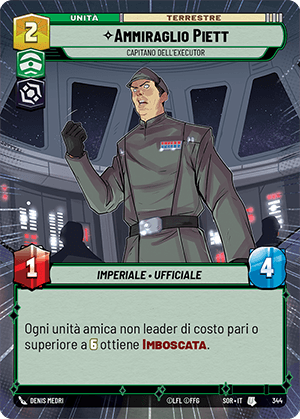 UNITÀ
TERRESTRE
2
✧AMMIRAGLIO PIETT
CAPITANO DELL'EXECUTOR
1
4
IMPERIALE • UFFICIALE
Ogni unità amica non leader di costo pari o
superiore a 6 ottiene IMBOSCATA.
DENIS MEDRI
©LFL ©FFG
SOR • IT
344